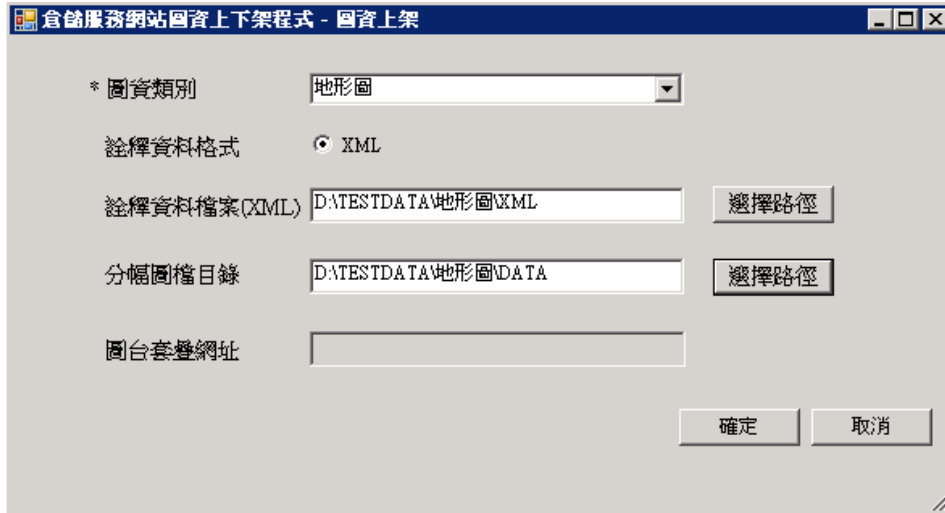 倉儲服務網站圖資上下架程式 - 圖資上架
* 圖資類別 地形圖
詮釋資料格式 XML
詮釋資料檔案(XML) D:\TESTDATA\地形圖\XML 選擇路徑
分幅圖檔目錄 D:\TESTDATA\地形圖\DATA 選擇路徑
圖台套疊網址
確定 取消